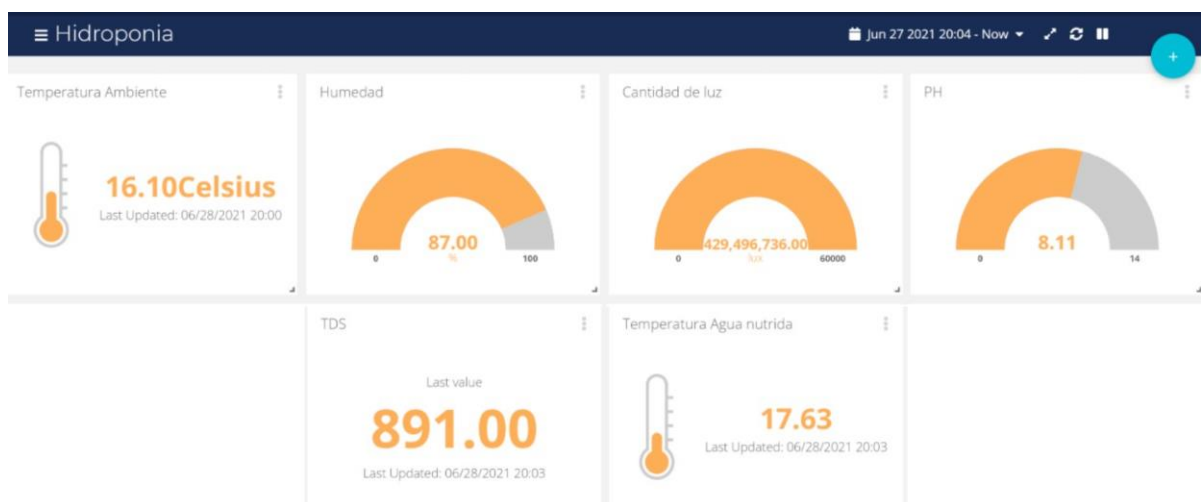 Hidroponia
Jun 27 2021 20:04 - Now
+
Temperatura Ambiente
16.10Celsius
Last Updated: 06/28/2021 20:00
Humedad
87.00
%
0
100
Cantidad de luz
429,496,736.00
lux
0
60000
PH
8.11
0
14
TDS
Last value
891.00
Last Updated: 06/28/2021 20:03
Temperatura Agua nutrida
17.63
Last Updated: 06/28/2021 20:03